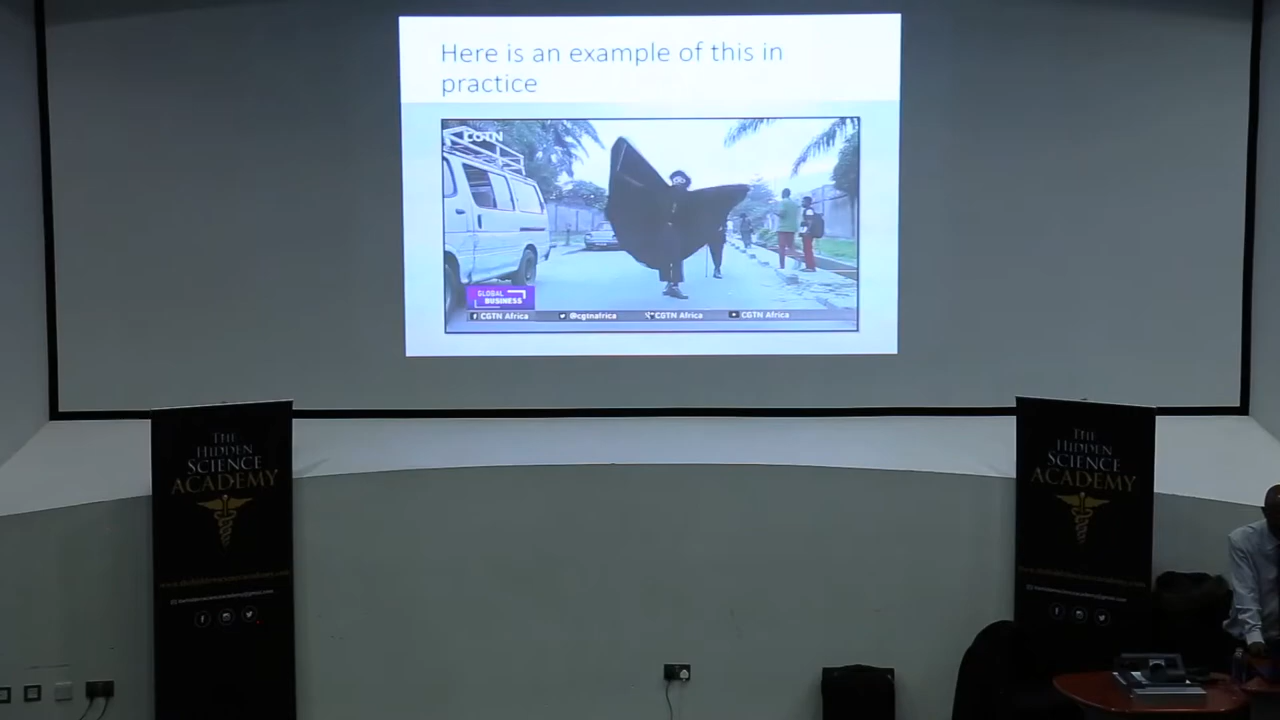 Here is an example of this in
practice
CGTN
GLOBAL
BUSINESS
CGTN Africa
@cgtnafrica
CGTN Africa
CGTN Africa
THE
HIDDEN
SCIENCE
ACADEMY
THE
HIDDEN
SCIENCE
ACADEMY